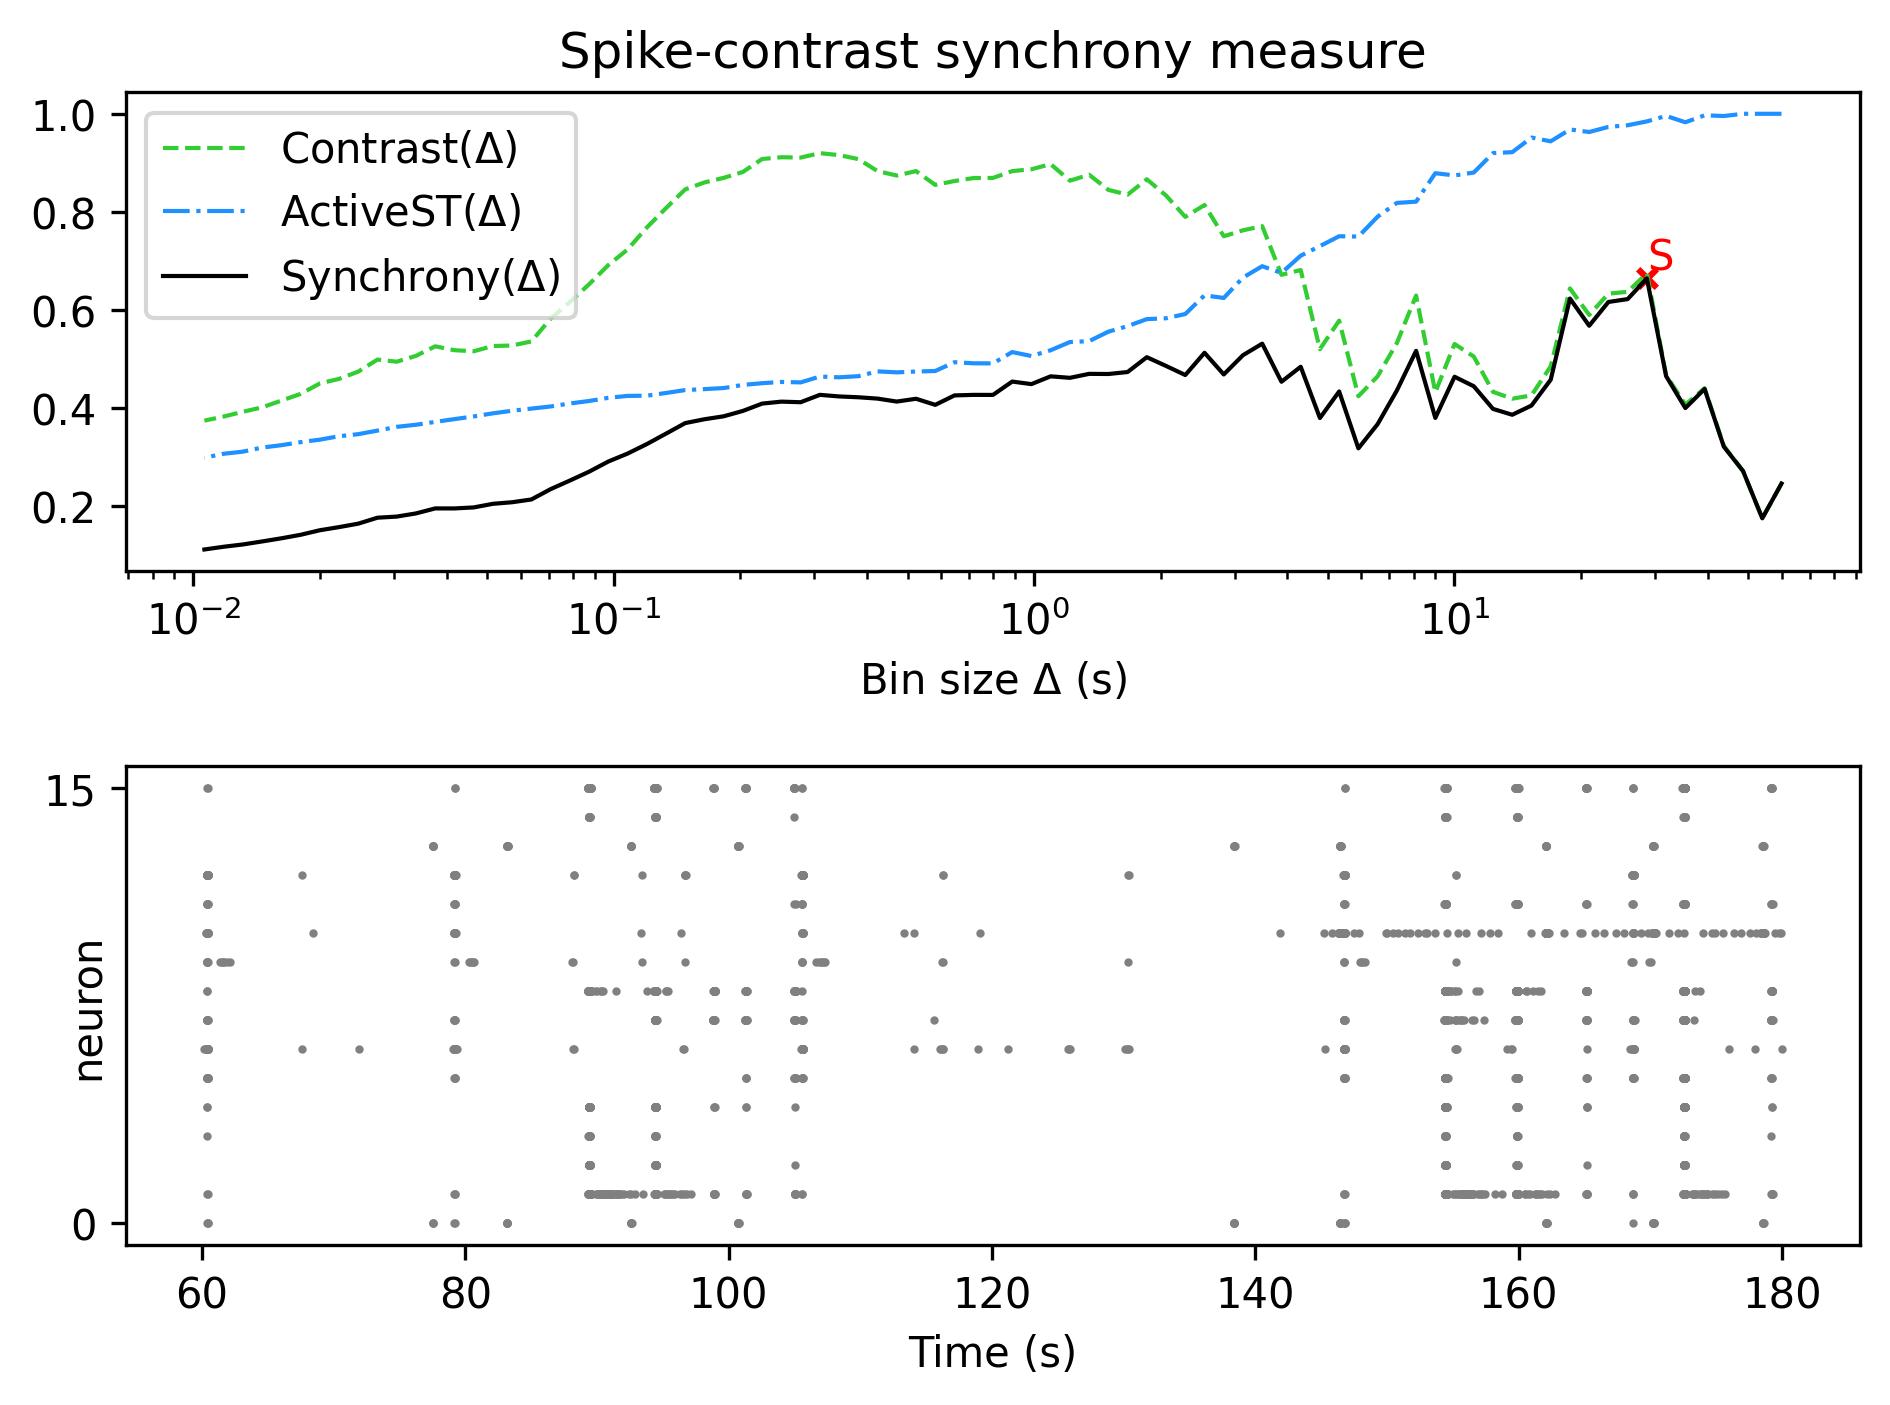 Spike-contrast synchrony measure
1.0
0.8
0.6
0.4
0.2
Contrast(Δ)
ActiveST(Δ)
Synchrony(Δ)
S
10⁻² 10⁻¹ 10⁰ 10¹
Bin size Δ (s)
15
neuron
0
60 80 100 120 140 160 180
Time (s)